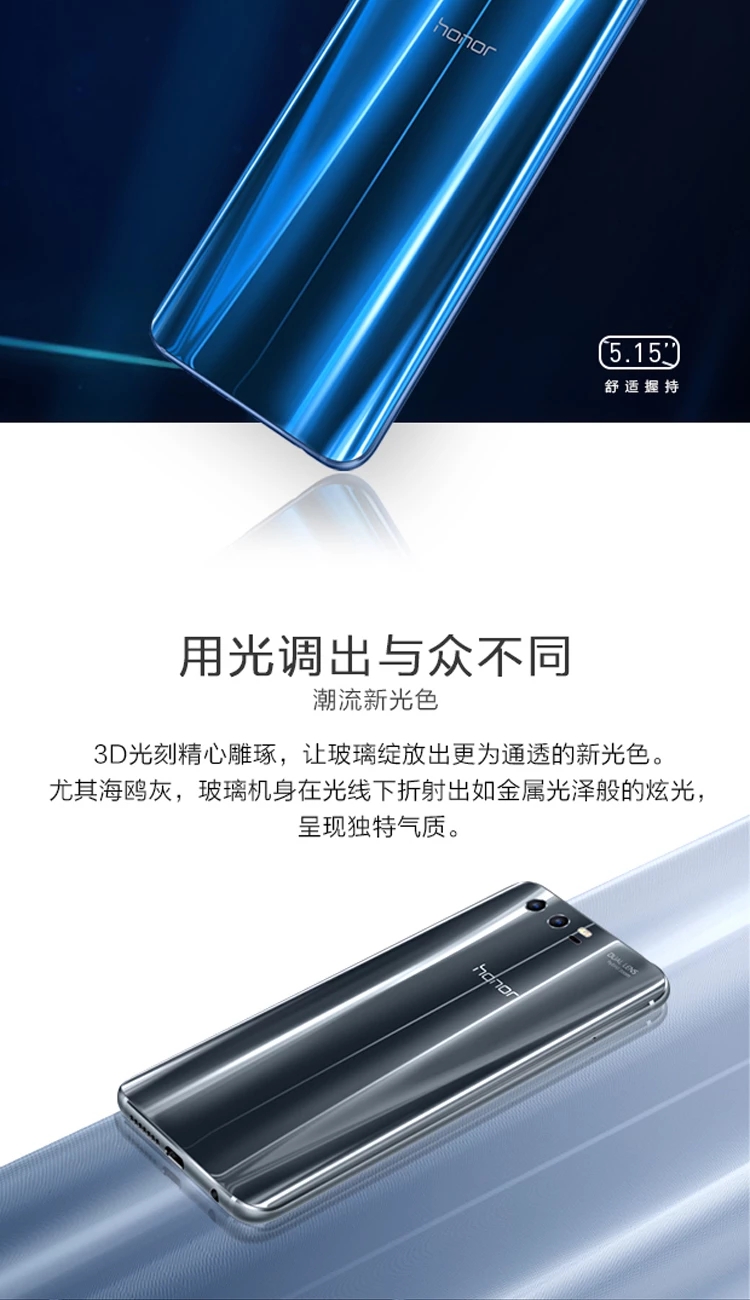 honor
5.15''
舒适握持
用光调出与众不同
潮流新光色
3D光刻精心雕琢，让玻璃绽放出更为通透的新光色。
尤其海鸥灰，玻璃机身在光线下折射出如金属光泽般的炫光，
呈现独特气质。
DUAL LENS
honor